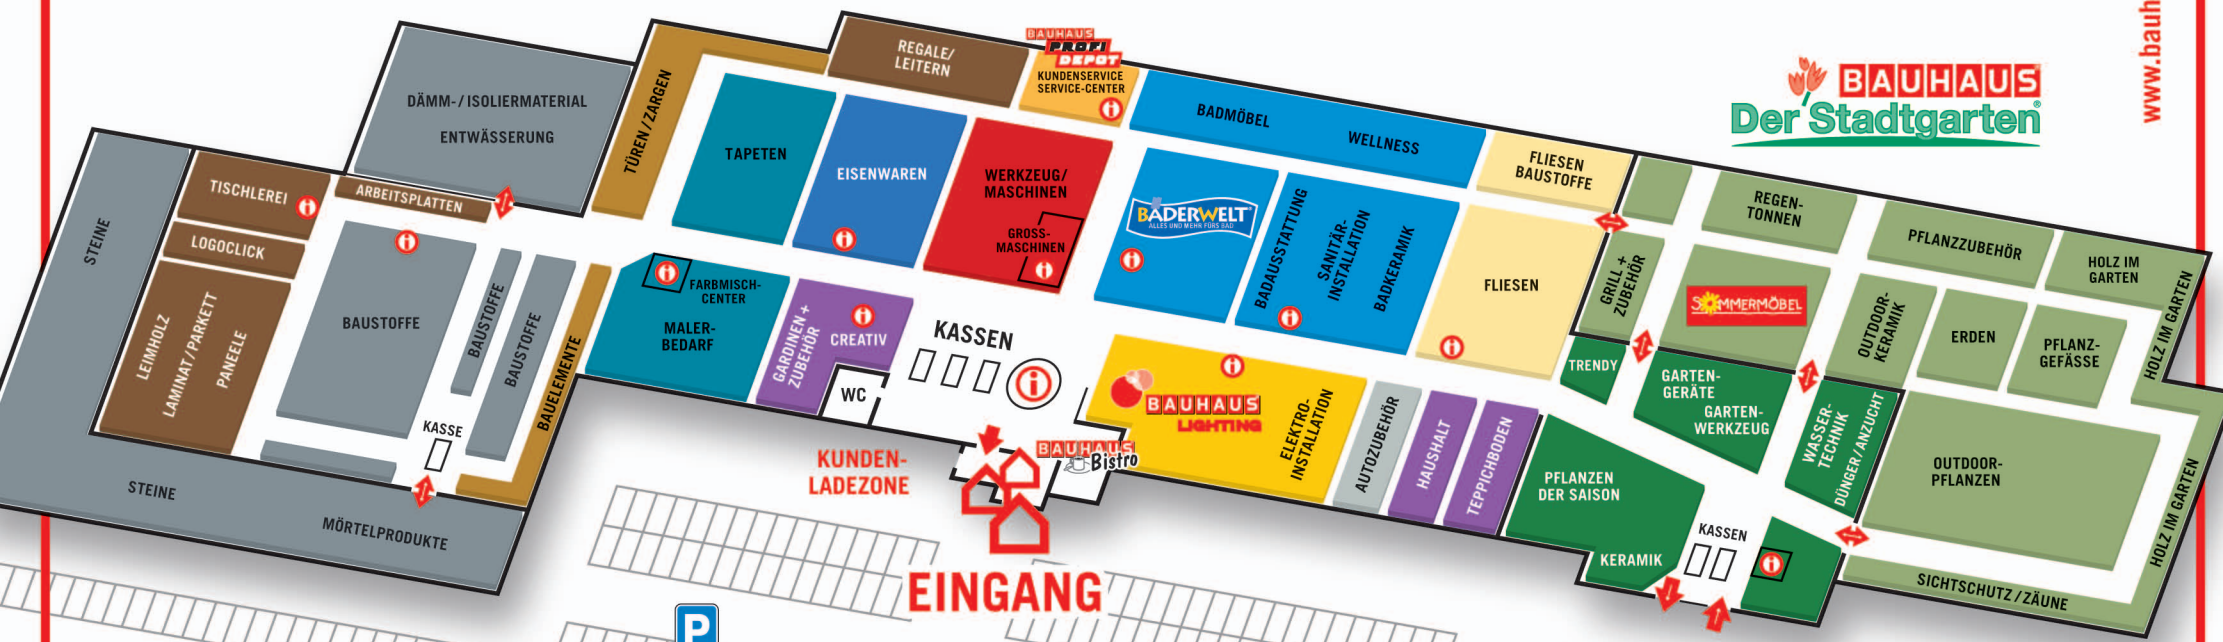 DÄMM-/ISOLIERMATERIAL
ENTWÄSSERUNG
TÜREN/ZARGEN
REGALE/
LEITERN
BAUHAUS
PROFI
DEPOT
KUNDENSERVICE
SERVICE-CENTER
BADMÖBEL
WELLNESS
FLIESEN
BAUSTOFFE
BAUHAUS
Der Stadtgarten®
www.bauh
STEINE
TISCHLEREI
ARBEITSPLATTEN
LOGOCLICK
LEIMHOLZ
LAMINAT/PARKETT
PANEELE
BAUSTOFFE
BAUSTOFFE
BAUSTOFFE
BAUELEMENTE
KASSE
STEINE
MÖRTELPRODUKTE
TAPETEN
EISENWAREN
WERKZEUG/
MASCHINEN
GROSS-
MASCHINEN
FARBMISCH-
CENTER
MALER-
BEDARF
GARDINEN +
ZUBEHÖR
CREATIV
WC
KASSEN
BÄDERWELT
ALLES UND MEHR FÜRS BAD
BADAUSSTATTUNG
SANITÄR-
INSTALLATION
BADKERAMIK
FLIESEN
BAUHAUS
LIGHTING
ELEKTRO-
INSTALLATION
AUTOZUBEHÖR
HAUSHALT
TEPPICHBODEN
BAUHAUS
Bistro
KUNDEN-
LADEZONE
EINGANG
P
REGEN-
TONNEN
PFLANZZUBEHÖR
HOLZ IM
GARTEN
HOLZ IM GARTEN
GRILL +
ZUBEHÖR
SOMMERMÖBEL
OUTDOOR-
KERAMIK
ERDEN
PFLANZ-
GEFÄSSE
TRENDY
GARTEN-
GERÄTE
GARTEN-
WERKZEUG
WASSER-
TECHNIK
DÜNGER/ANZUCHT
OUTDOOR-
PFLANZEN
HOLZ IM GARTEN
PFLANZEN
DER SAISON
KERAMIK
KASSEN
SICHTSCHUTZ/ZÄUNE